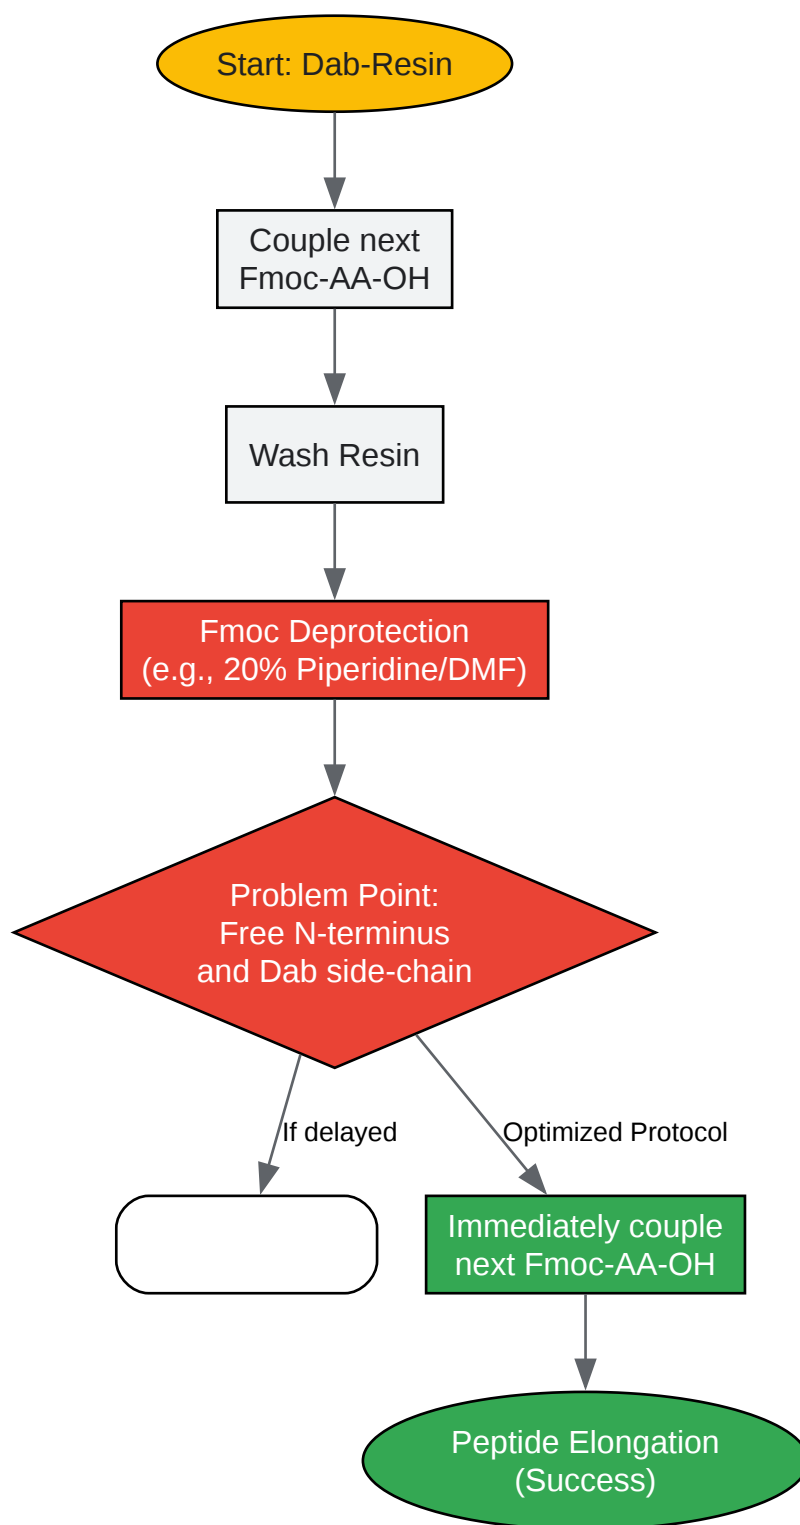 Start: Dab-Resin
Couple next
Fmoc-AA-OH
Wash Resin
Fmoc Deprotection
(e.g., 20% Piperidine/DMF)
Problem Point:
Free N-terminus
and Dab side-chain
If delayed
Optimized Protocol
Immediately couple
next Fmoc-AA-OH
Peptide Elongation
(Success)